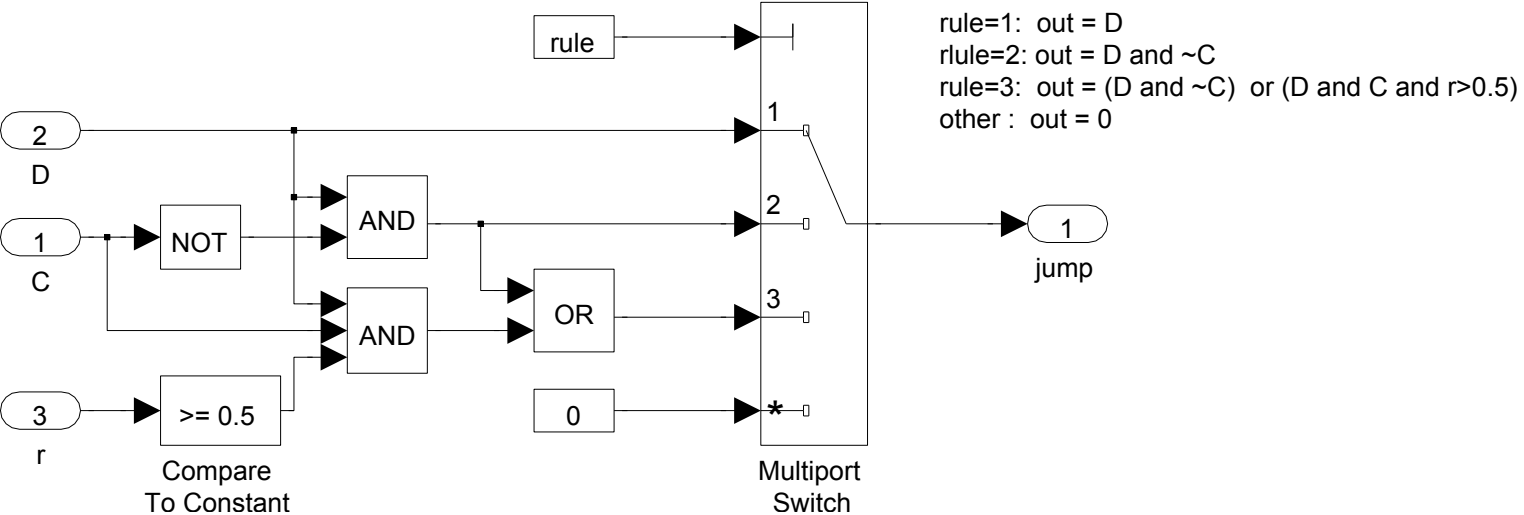 rule
rule=1: out = D
rlule=2: out = D and ~C
rule=3: out = (D and ~C) or (D and C and r>0.5)
other : out = 0
2
D
1
C
3
r
NOT
>= 0.5
Compare
To Constant
AND
AND
OR
0
1
2
3
*
Multiport
Switch
1
jump